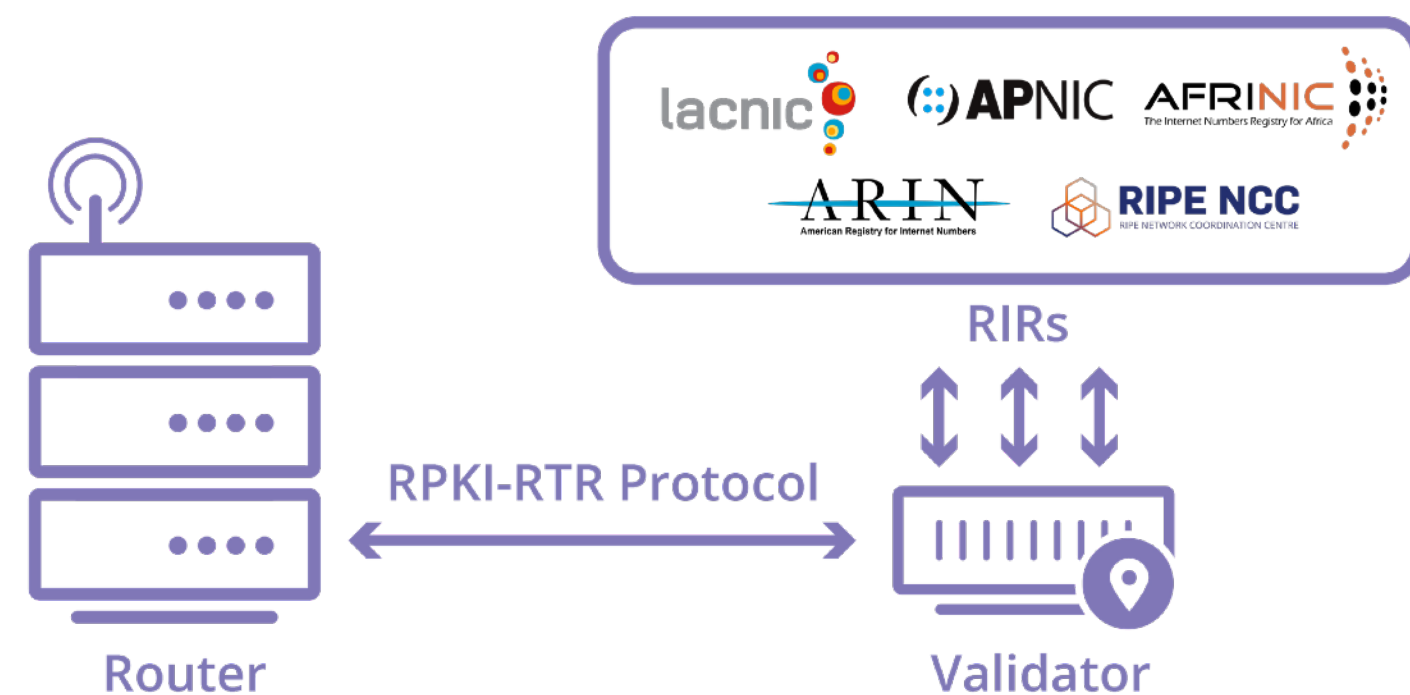 lacnic
APNIC
AFRINIC
The Internet Numbers Registry for Africa
ARIN
American Registry for Internet Numbers
RIPE NCC
RIPE NETWORK COORDINATION CENTRE
RIRs
RPKI-RTR Protocol
Router
Validator